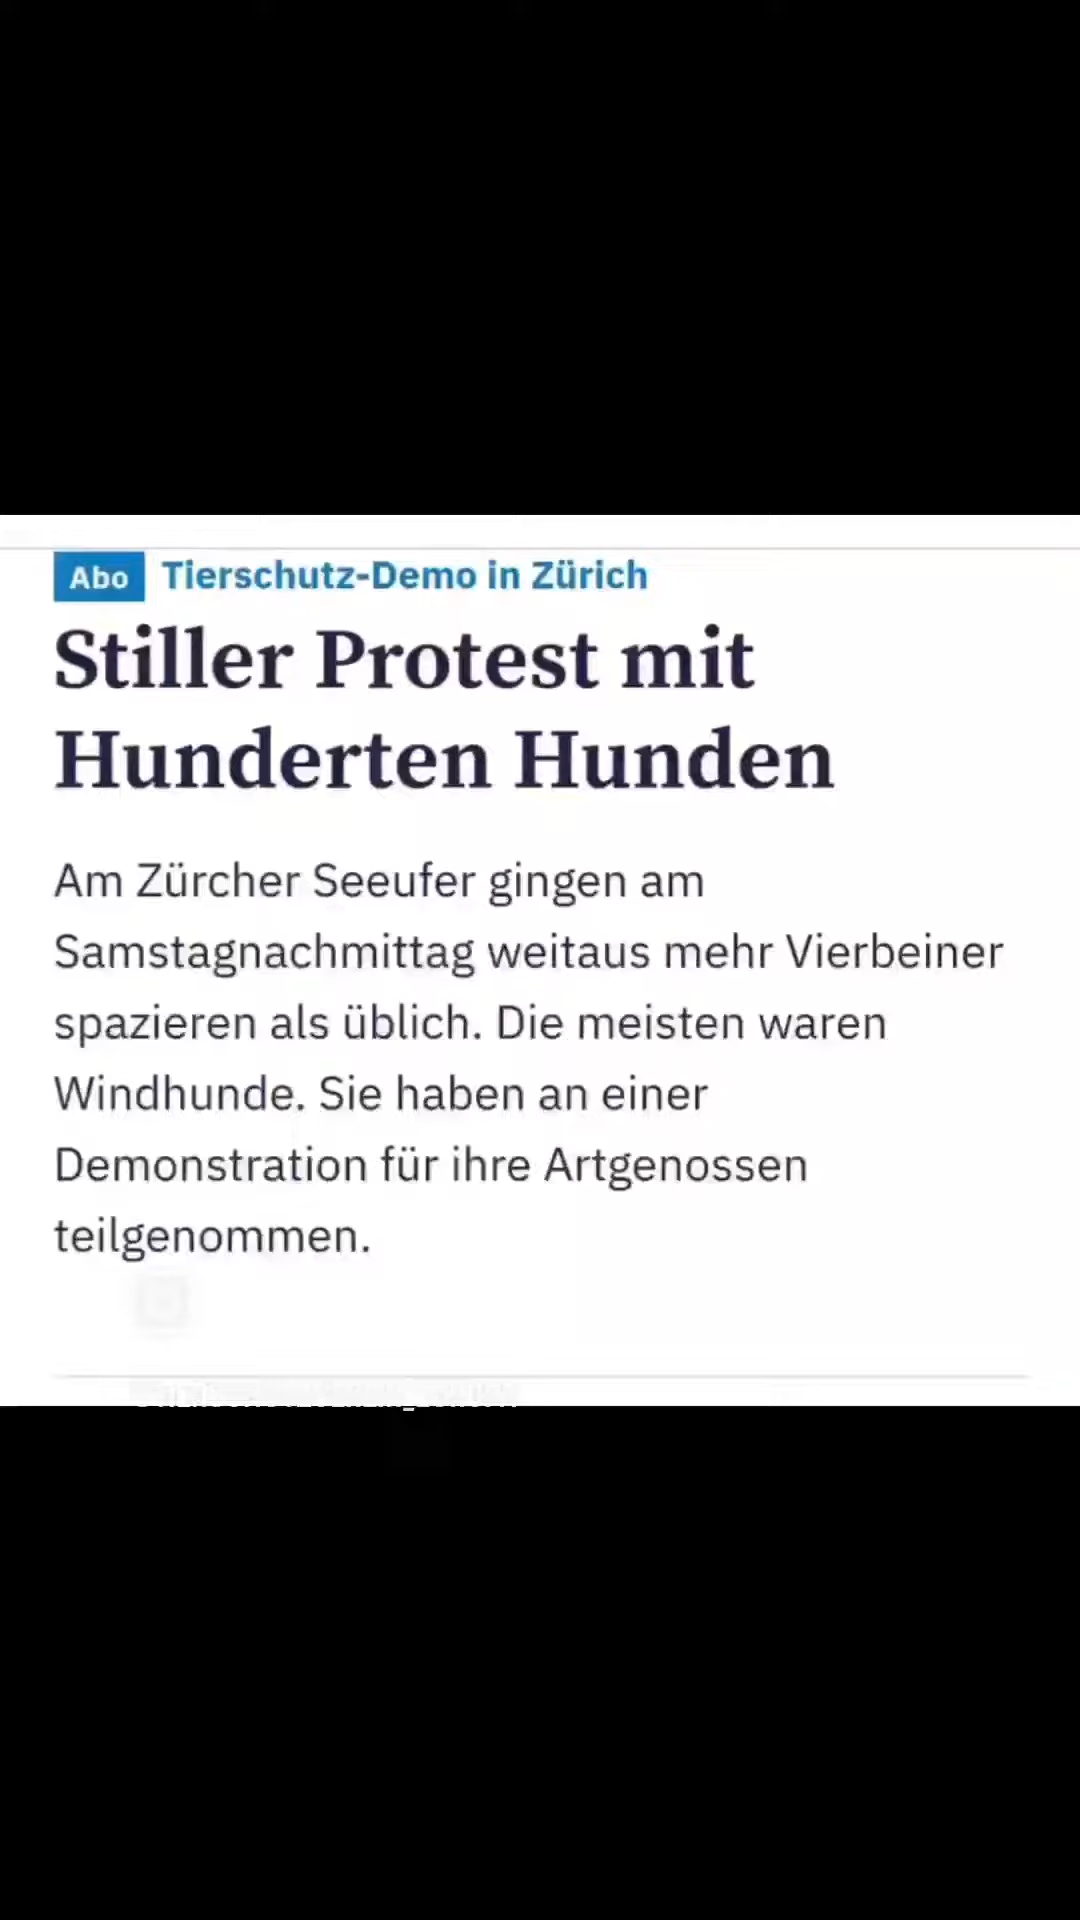 Abo Tierschutz-Demo in Zürich
Stiller Protest mit
Hunderten Hunden
Am Zürcher Seeufer gingen am
Samstagnachmittag weitaus mehr Vierbeiner
spazieren als üblich. Die meisten waren
Windhunde. Sie haben an einer
Demonstration für ihre Artgenossen
teilgenommen.